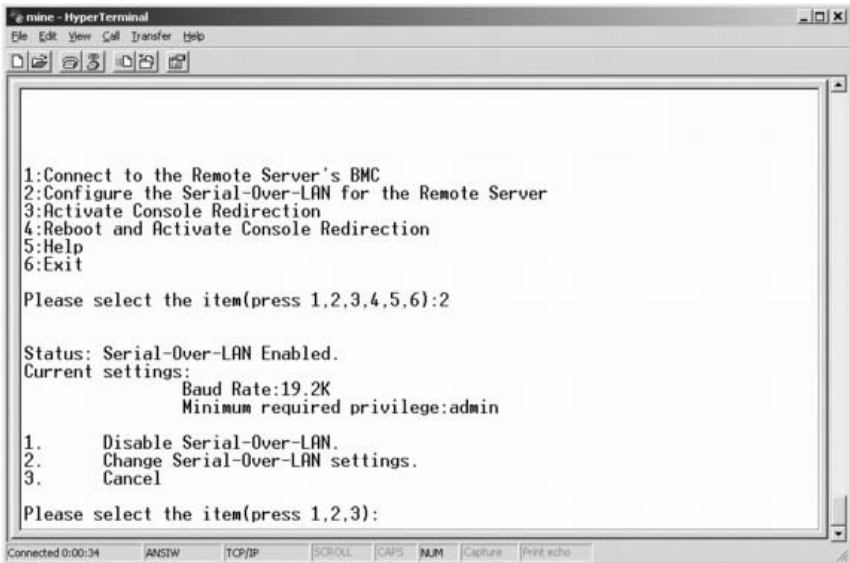 mine - HyperTerminal
File Edit View Call Transfer Help
1:Connect to the Remote Server's BMC
2:Configure the Serial-Over-LAN for the Remote Server
3:Activate Console Redirection
4:Reboot and Activate Console Redirection
5:Help
6:Exit
Please select the item(press 1,2,3,4,5,6):2
Status: Serial-Over-LAN Enabled.
Current settings:
Baud Rate:19.2K
Minimum required privilege:admin
1. Disable Serial-Over-LAN.
2. Change Serial-Over-LAN settings.
3. Cancel
Please select the item(press 1,2,3):
Connected 0:00:34 ANSIW TCP/IP SCROLL CAPS NUM Capture Print echo